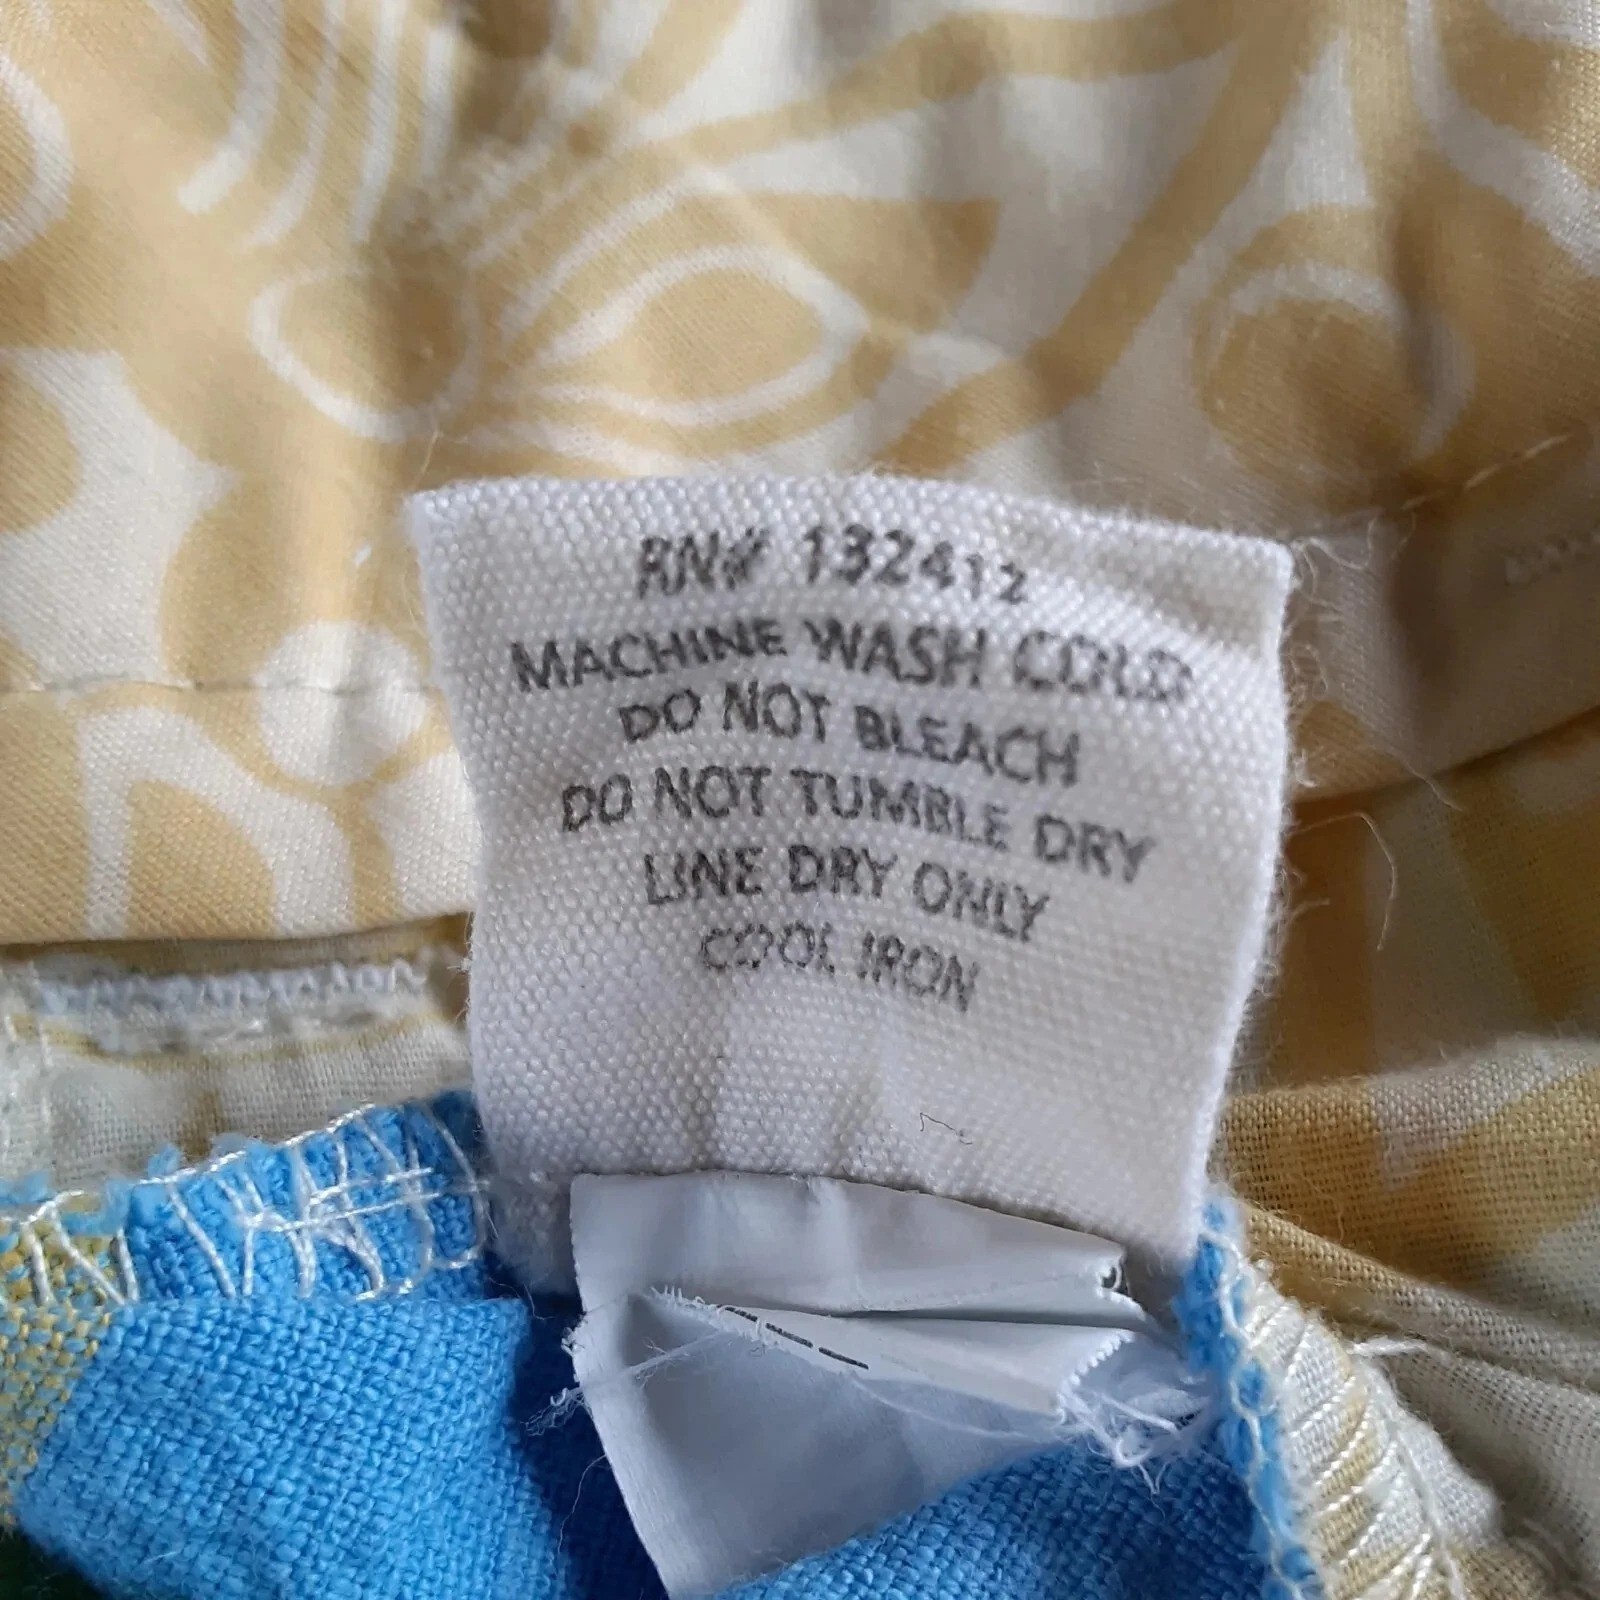 RN# 132412
MACHINE WASH COLD
DO NOT BLEACH
DO NOT TUMBLE DRY
LINE DRY ONLY
COOL IRON